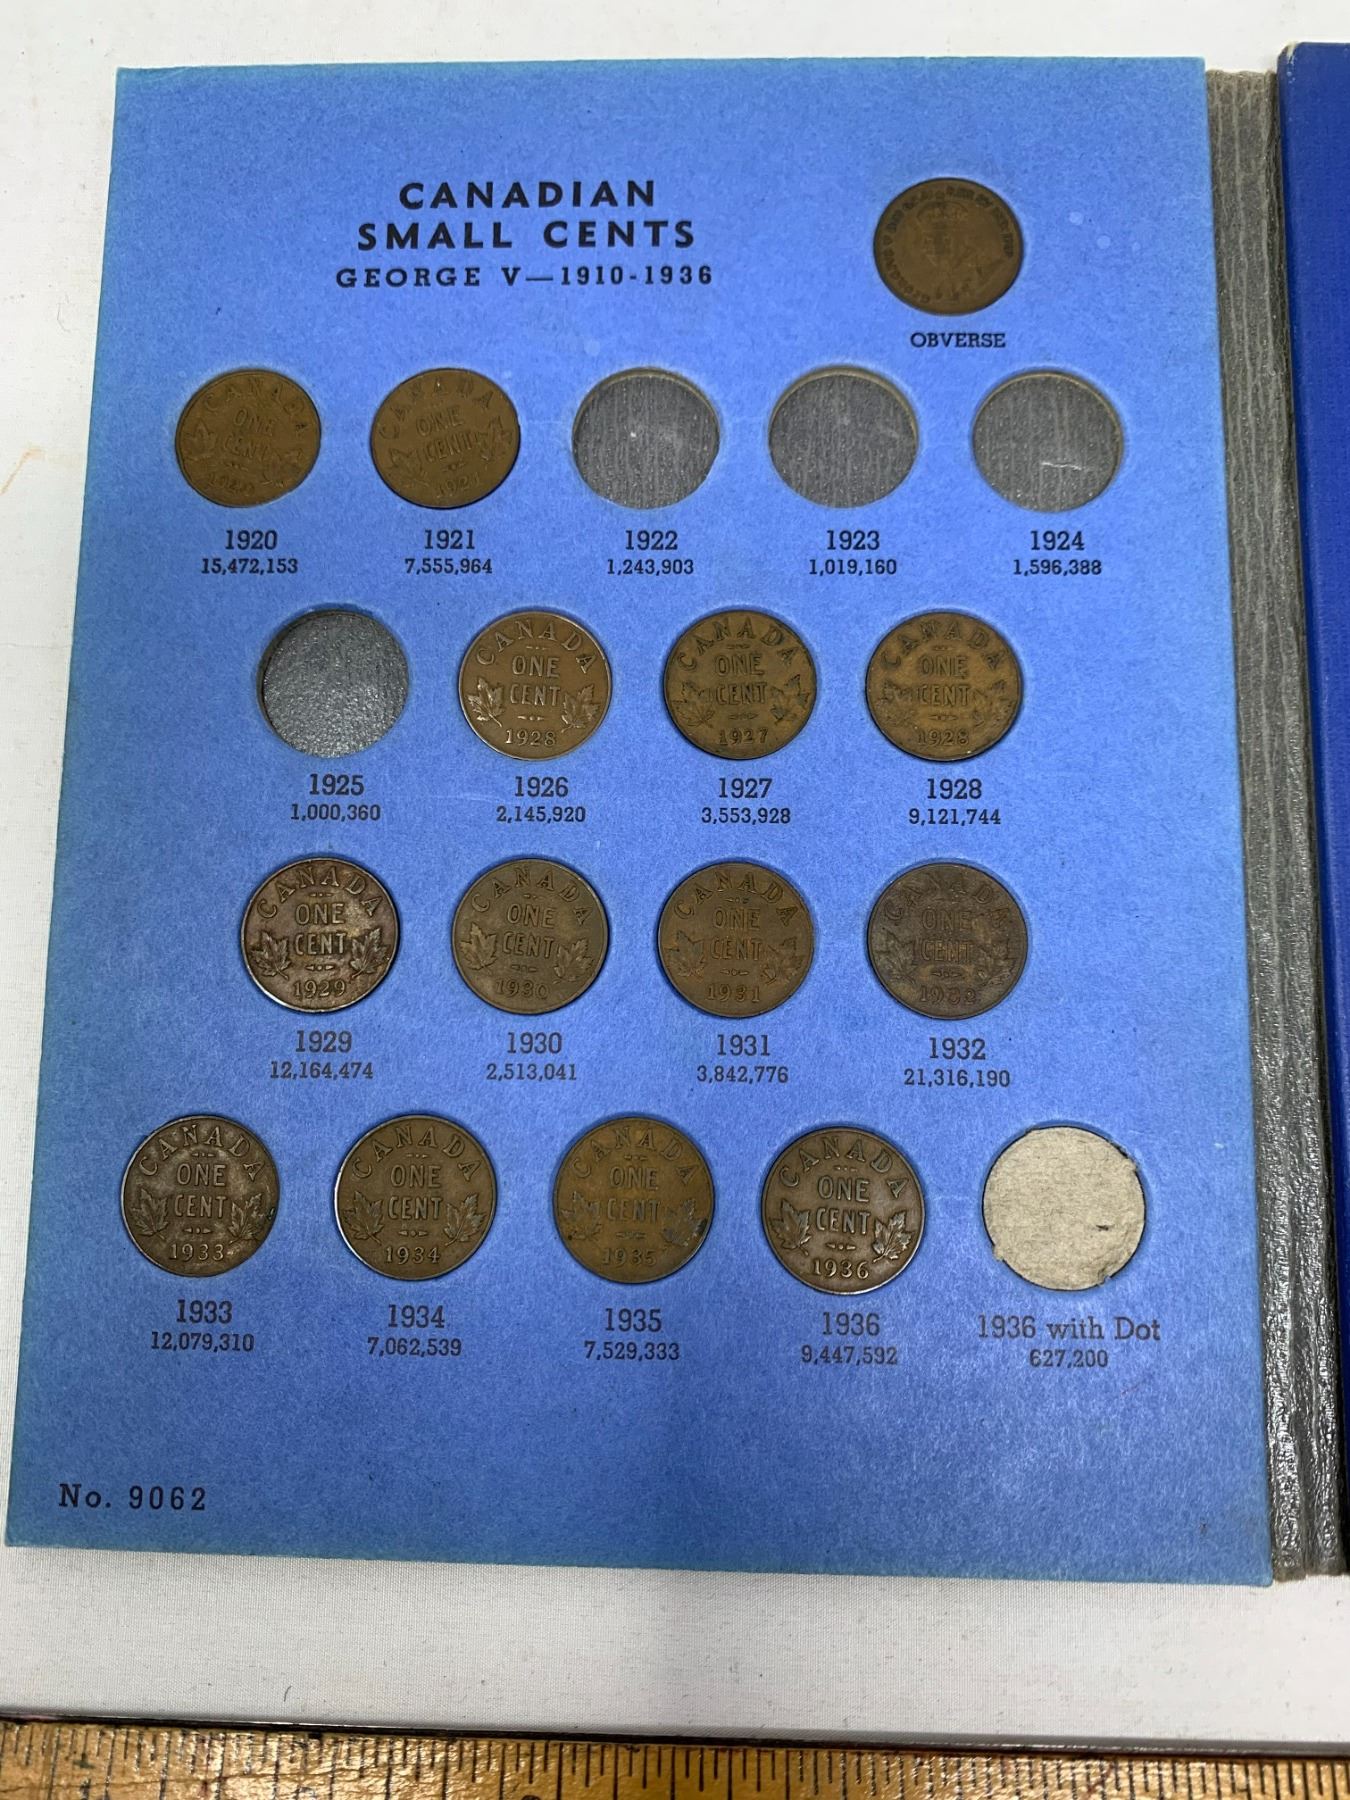 CANADIAN
SMALL CENTS
GEORGE V—1910-1936
OBVERSE
CANADA
ONE
CENT
CANADA
ONE
CENT
1921
1920
15,472,153
1921
7,555,964
1922
1,243,903
1923
1,019,160
1924
1,596,388
CANADA
ONE
CENT
1928
CANADA
ONE
CENT
1927
CANADA
ONE
CENT
1928
1925
1,000,360
1926
2,145,920
1927
3,553,928
1928
9,121,744
CANADA
ONE
CENT
1929
CANADA
ONE
CENT
1930
CANADA
ONE
CENT
1931
CANADA
ONE
CENT
1932
1929
12,164,474
1930
2,513,041
1931
3,842,776
1932
21,316,190
CANADA
ONE
CENT
1933
CANADA
ONE
CENT
1934
CANADA
ONE
CENT
1935
CANADA
ONE
CENT
1936
1933
12,079,310
1934
7,062,539
1935
7,529,333
1936
9,447,592
1936 with Dot
627,200
No. 9062